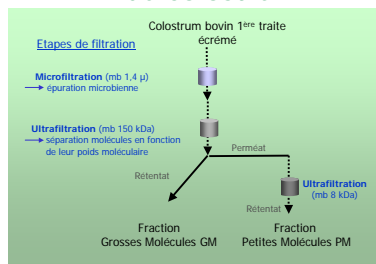 Colostrum bovin 1ère traite
écrémé
Etapes de filtration
Microfiltration (mb 1,4 µ)
→ épuration microbienne
Ultrafiltration (mb 150 kDa)
→ séparation molécules en fonction
de leur poids moléculaire
Perméat
Rétentat
Ultrafiltration
(mb 8 kDa)
Rétentat
Fraction
Grosses Molécules GM
Fraction
Petites Molécules PM